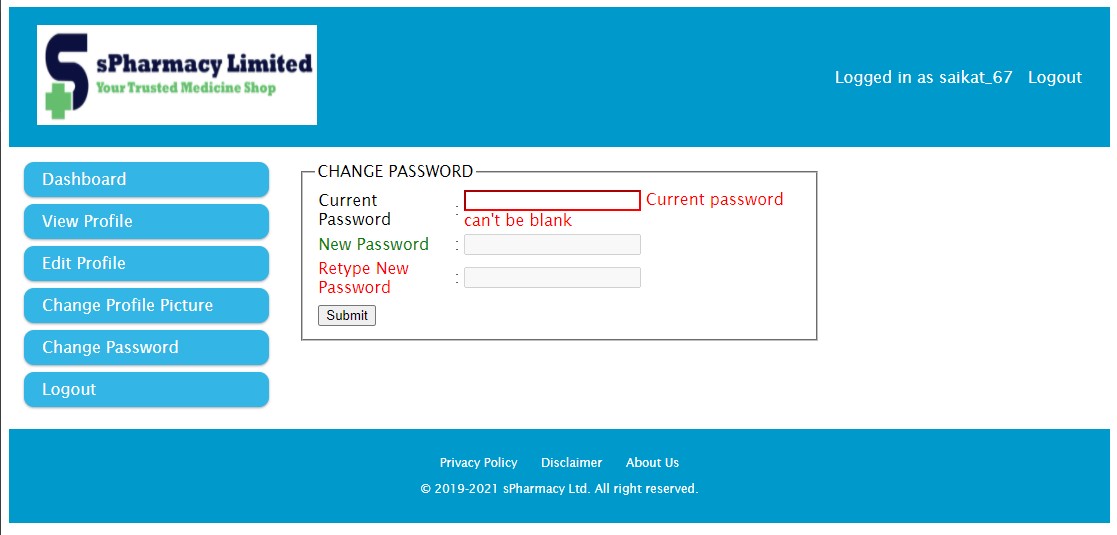 sPharmacy Limited
Your Trusted Medicine Shop
Logged in as saikat_67 Logout
Dashboard
View Profile
Edit Profile
Change Profile Picture
Change Password
Logout
CHANGE PASSWORD
Current
Password
: Current password
can't be blank
New Password :
Retype New
Password :
Submit
Privacy Policy Disclaimer About Us
© 2019-2021 sPharmacy Ltd. All right reserved.